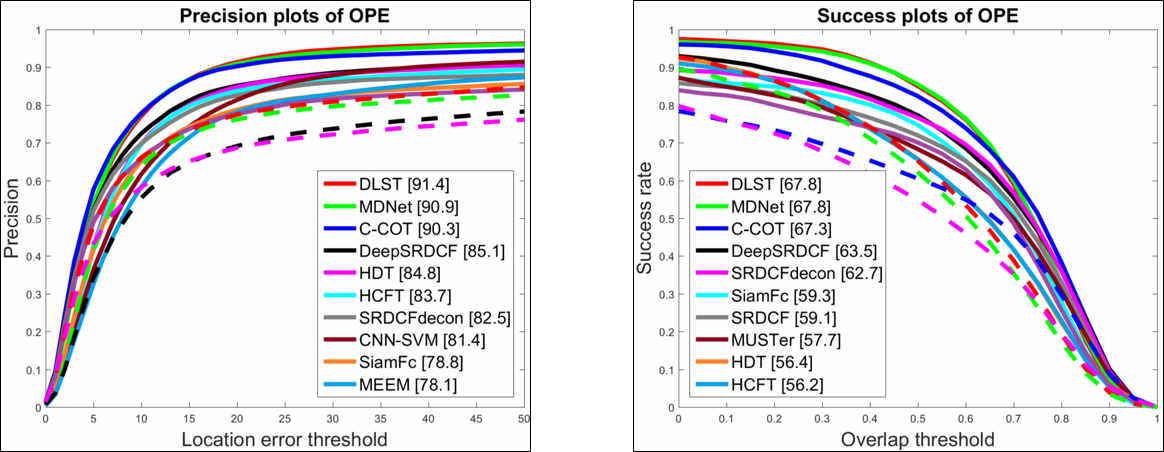 Precision plots of OPE
1
0.9
0.8
0.7
0.6
0.5
0.4
0.3
0.2
0.1
0
Precision
DLST [91.4]
MDNet [90.9]
C-COT [90.3]
DeepSRDCF [85.1]
HDT [84.8]
HCFT [83.7]
SRDCFdecon [82.5]
CNN-SVM [81.4]
SiamFc [78.8]
MEEM [78.1]
0 5 10 15 20 25 30 35 40 45 50
Location error threshold
Success plots of OPE
1
0.9
0.8
0.7
0.6
0.5
0.4
0.3
0.2
0.1
0
Success rate
DLST [67.8]
MDNet [67.8]
C-COT [67.3]
DeepSRDCF [63.5]
SRDCFdecon [62.7]
SiamFc [59.3]
SRDCF [59.1]
MUSTer [57.7]
HDT [56.4]
HCFT [56.2]
0 0.1 0.2 0.3 0.4 0.5 0.6 0.7 0.8 0.9 1
Overlap threshold